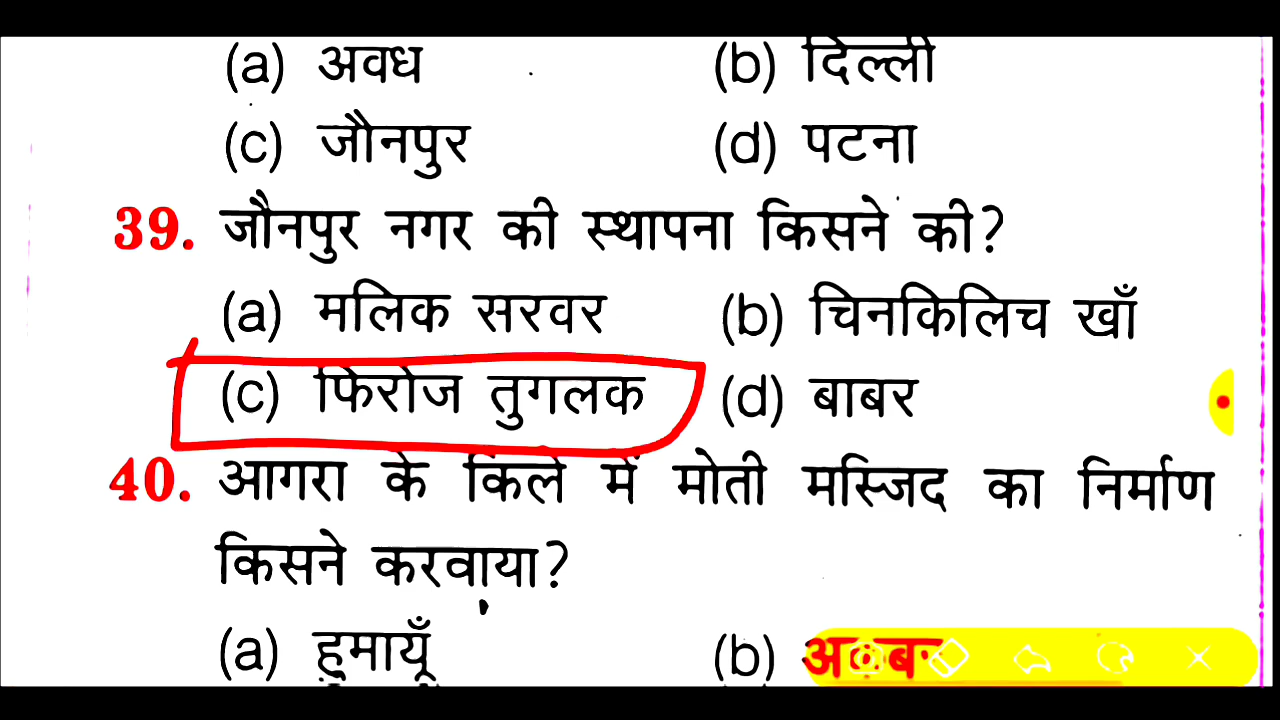 (a) अवध (b) दिल्ली
(c) जौनपुर (d) पटना
39. जौनपुर नगर की स्थापना किसने की?
(a) मलिक सरवर (b) चिनकिलिच खाँ
(c) फिरोज तुगलक (d) बाबर
40. आगरा के किले में मोती मस्जिद का निर्माण
किसने करवाया?
(a) हुमायूँ (b)